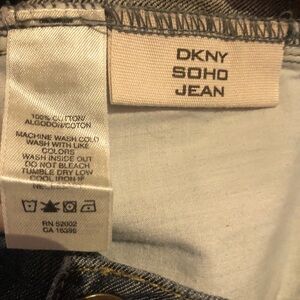 DKNY
SOHO
JEAN
100% COTTON/
ALGODON/COTON
MACHINE WASH COLD
WASH WITH LIKE
COLORS
WASH INSIDE OUT
DO NOT BLEACH
TUMBLE DRY LOW
COOL IRON IF
RN 52002
CA 16396